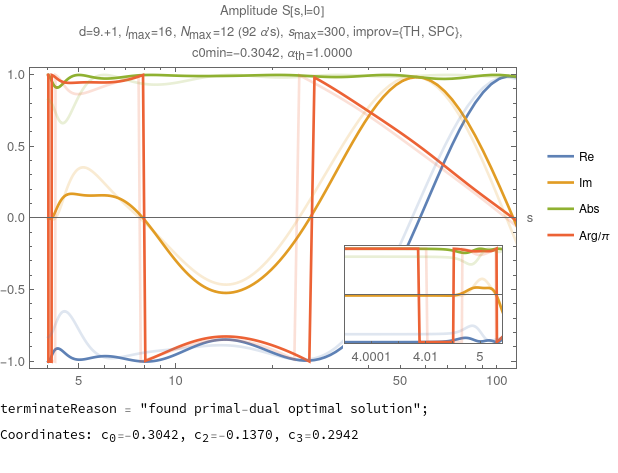 Amplitude S[s,l=0]
d=9.+1, lmax=16, Nmax=12 (92 α's), smax=300, improv={TH, SPC},
c0min=−0.3042, αth=1.0000
1.0
0.5
0.0
−0.5
−1.0
5
10
50
100
s
4.0001
4.01
5
Re
Im
Abs
Arg/π
terminateReason = "found primal-dual optimal solution";
Coordinates: c0=-0.3042, c2=-0.1370, c3=0.2942